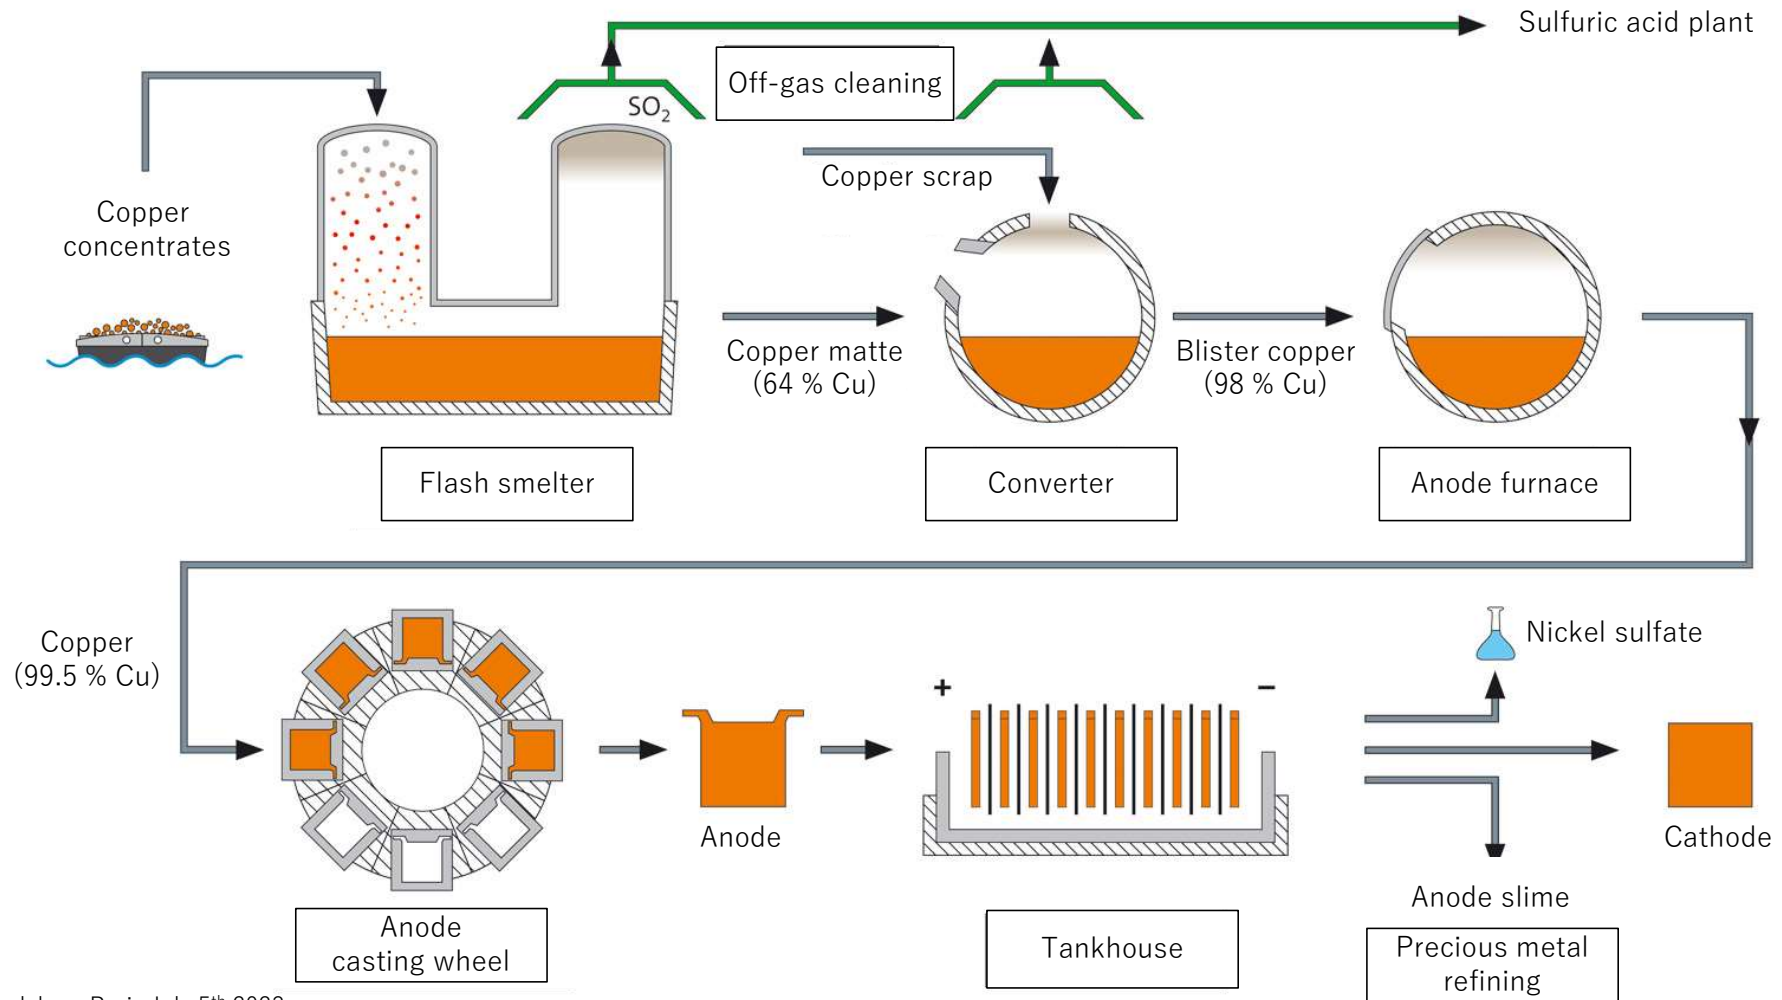 Sulfuric acid plant
Off-gas cleaning
SO₂
Copper scrap
Copper
concentrates
Copper matte
(64 % Cu)
Blister copper
(98 % Cu)
Flash smelter
Converter
Anode furnace
Copper
(99.5 % Cu)
Nickel sulfate
+
−
Anode
Cathode
Anode slime
Anode
casting wheel
Tankhouse
Precious metal
refining